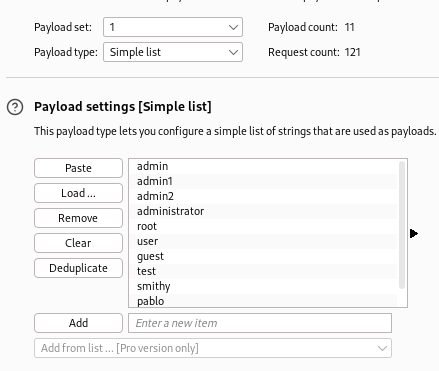 Payload set: 1 Payload count: 11
Payload type: Simple list Request count: 121
Payload settings [Simple list]
This payload type lets you configure a simple list of strings that are used as payloads.
Paste
Load ...
Remove
Clear
Deduplicate
admin
admin1
admin2
administrator
root
user
guest
test
smithy
pablo
Add Enter a new item
Add from list ... [Pro version only]